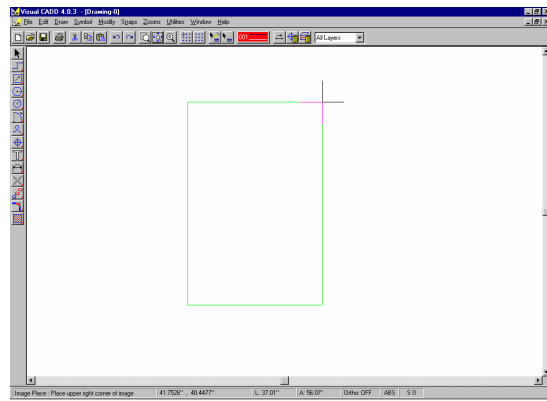 Visual CADD 4.0.3 - [Drawing-0]
File Edit Draw Symbol Modify Snaps Zooms Utilities Window Help
001 All Layers
Image Place : Place upper right corner of image 41.7526'' , 40.4477'' L: 37.01'' A: 56.07° Ortho: OFF ABS S 0